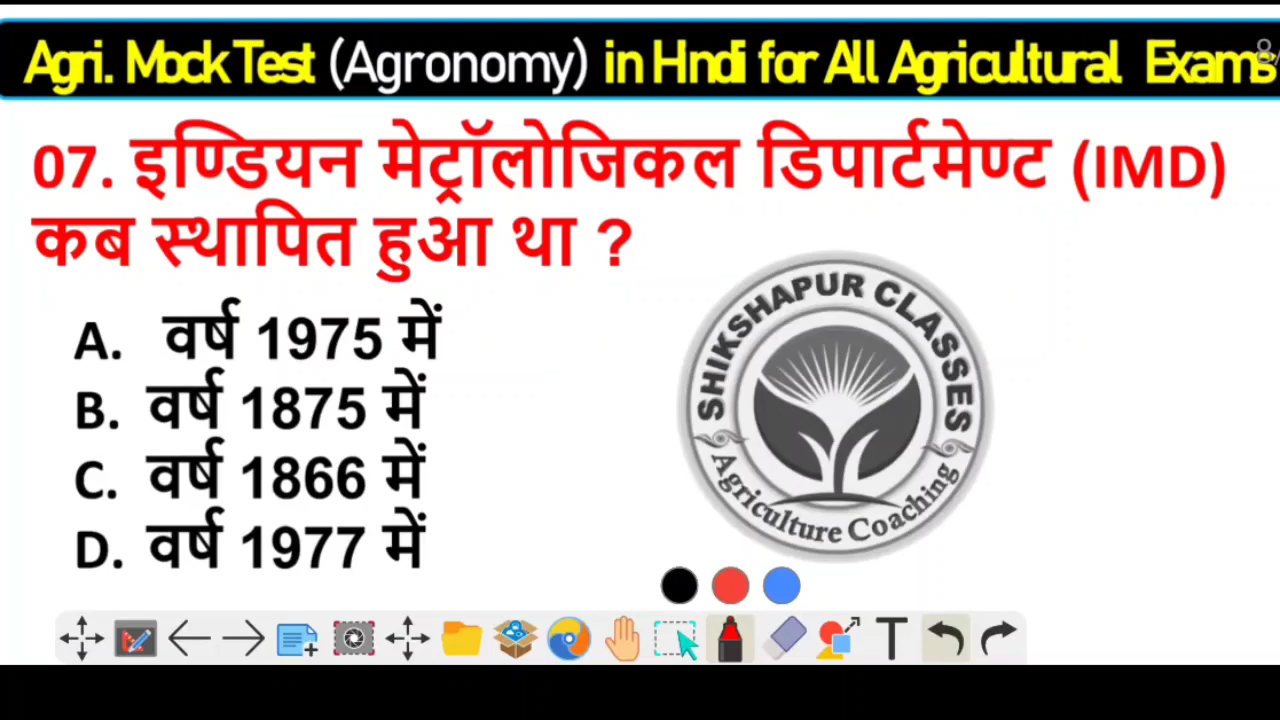 Agri. Mock Test (Agronomy) in Hindi for All Agricultural Exams
07. इण्डियन मेट्रॉलोजिकल डिपार्टमेण्ट (IMD)
कब स्थापित हुआ था ?
A. वर्ष 1975 में
B. वर्ष 1875 में
C. वर्ष 1866 में
D. वर्ष 1977 में
SHIKSHAPUR CLASSES
Agriculture Coaching
T